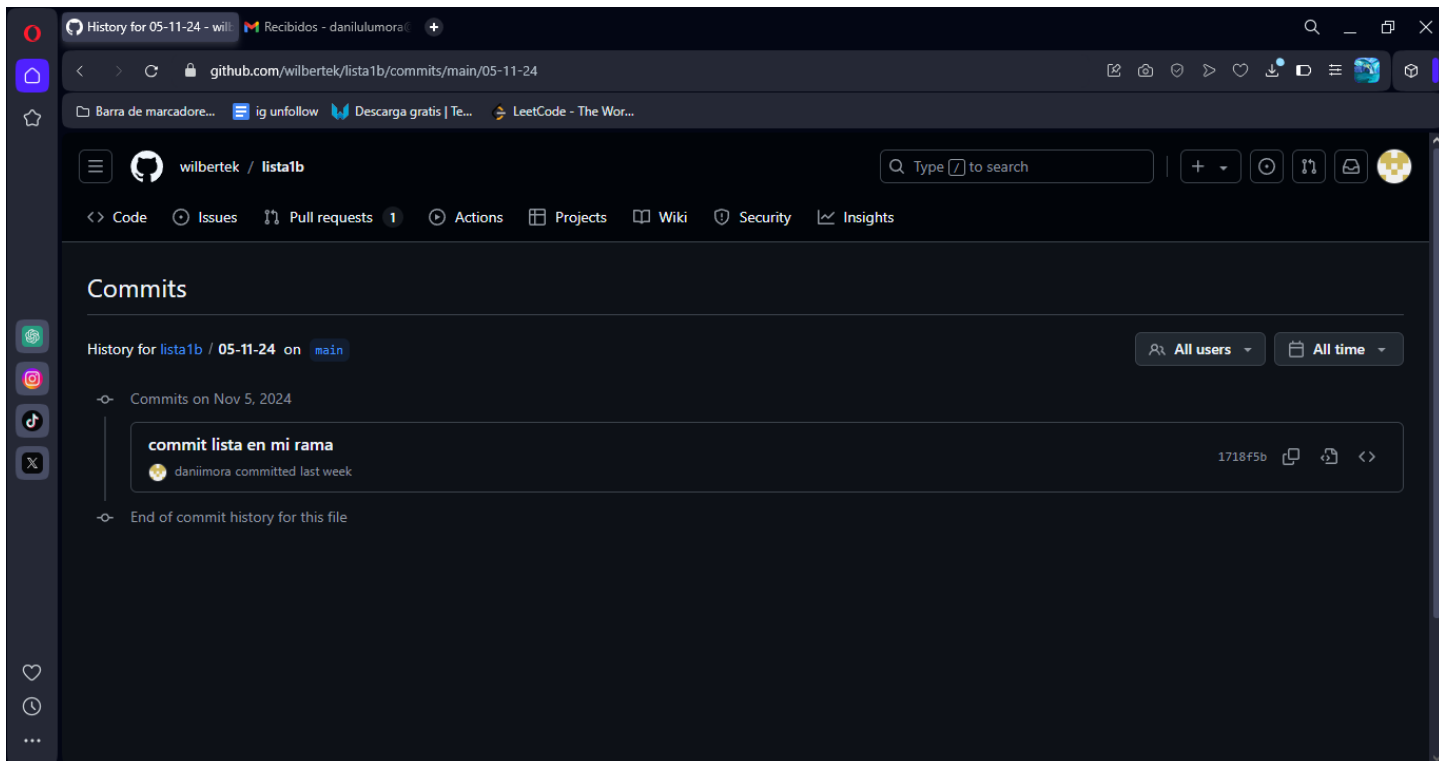 History for 05-11-24 - wilb
Recibidos - danilulumora
github.com/wilbertek/lista1b/commits/main/05-11-24
Barra de marcadore... ig unfollow Descarga gratis | Te... LeetCode - The Wor...
wilbertek / lista1b
Type / to search
Code Issues Pull requests 1 Actions Projects Wiki Security Insights
Commits
History for lista1b / 05-11-24 on main
All users All time
Commits on Nov 5, 2024
commit lista en mi rama
daniimora committed last week
1718f5b
End of commit history for this file